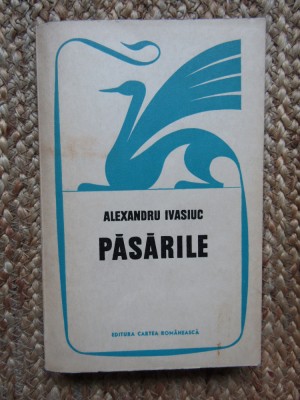 ALEXANDRU IVASIUC
PĂSĂRILE
EDITURA CARTEA ROMÂNEASCĂ